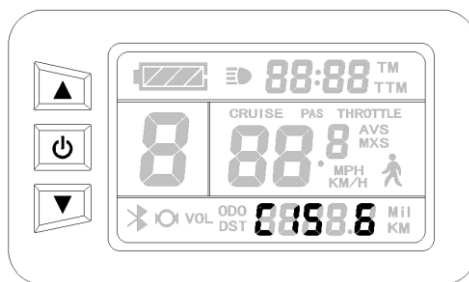 88:88 TM
TTM
CRUISE PAS THROTTLE
8 88.8 AVS
MXS
MPH
KM/H
VOL ODO C15 6 Mil
DST KM